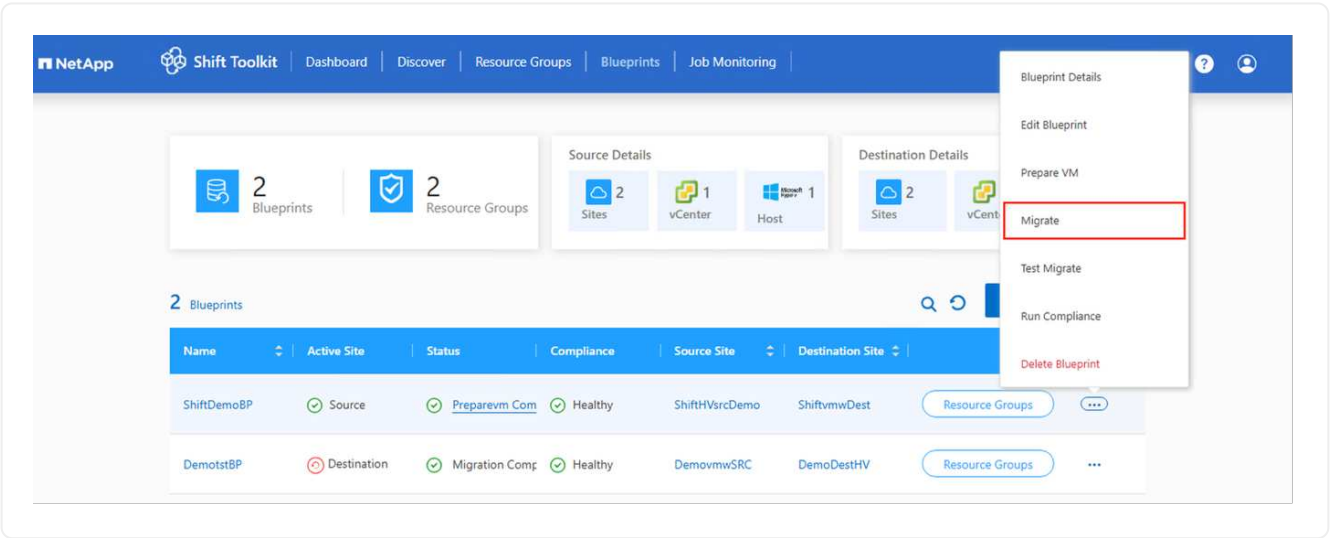 NetApp
Shift Toolkit
Dashboard
Discover
Resource Groups
Blueprints
Job Monitoring
?
Blueprint Details
Edit Blueprint
Prepare VM
Migrate
Test Migrate
Run Compliance
Delete Blueprint
2
Blueprints
2
Resource Groups
Source Details
2
Sites
1
vCenter
Microsoft
1
Host
Destination Details
2
Sites
vCent
2 Blueprints
Name Active Site Status Compliance Source Site Destination Site
ShiftDemoBP Source Preparevm Com Healthy ShiftHVsrcDemo ShiftvmwDest Resource Groups ...
DemotstBP Destination Migration Comp Healthy DemovmwSRC DemoDestHV Resource Groups ...